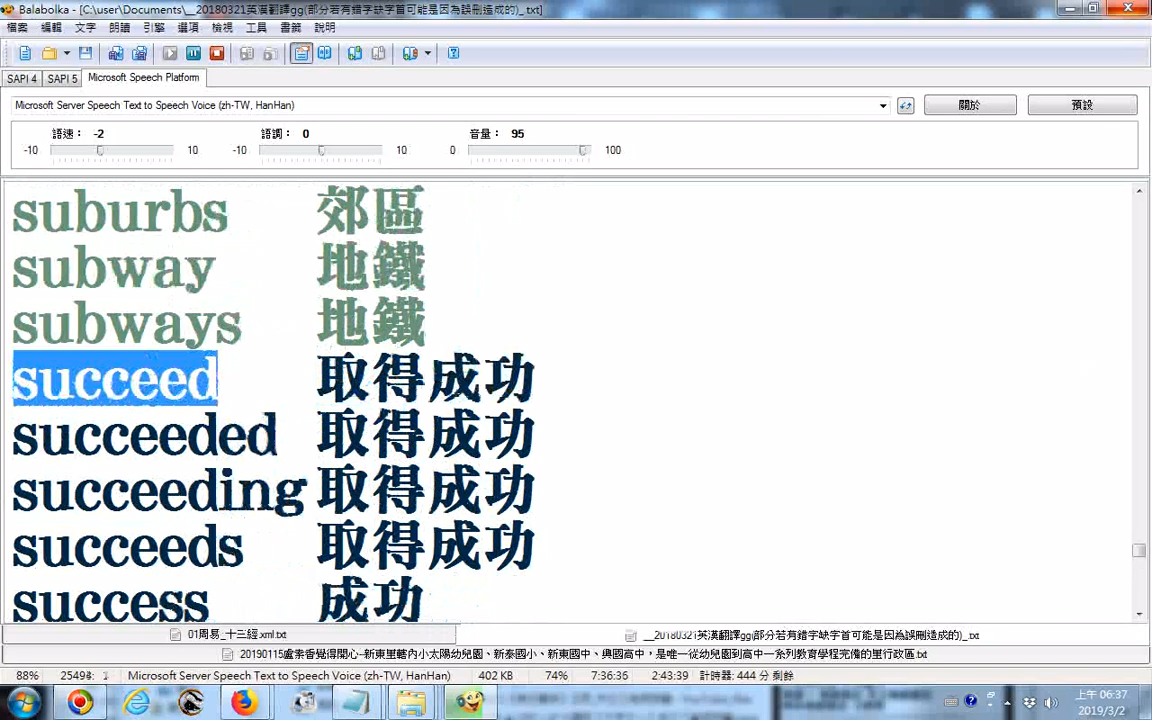 Balabolka - [C:\user\Documents\__20180321英漢翻譯gg(部分若有錯字缺字首可能是因為誤刪造成的)_.txt]
檔案 編輯 文字 朗讀 引擎 選項 檢視 工具 書籤 說明
SAPI 4 SAPI 5 Microsoft Speech Platform
Microsoft Server Speech Text to Speech Voice (zh-TW, HanHan) 關於 預設
語速： -2 語調： 0 音量： 95
-10 10 -10 10 0 100
suburbs 郊區
subway 地鐵
subways 地鐵
succeed 取得成功
succeeded 取得成功
succeeding 取得成功
succeeds 取得成功
success 成功
01周易_十三經.xml.txt __20180321英漢翻譯gg(部分若有錯字缺字首可能是因為誤刪造成的)_.txt
20190115盧素香覺得開心-新東里轄內小太陽幼兒園、新泰國小、新東國中、興國高中，是唯一從幼兒園到高中一系列教育學程完備的里行政區.txt
88% 2549#: Microsoft Server Speech Text to Speech Voice (zh-TW, HanHan) 402 KB 74% 7:36:35 2:43:39 計時器: 444 分 剩餘
上午 06:37
2019/3/2